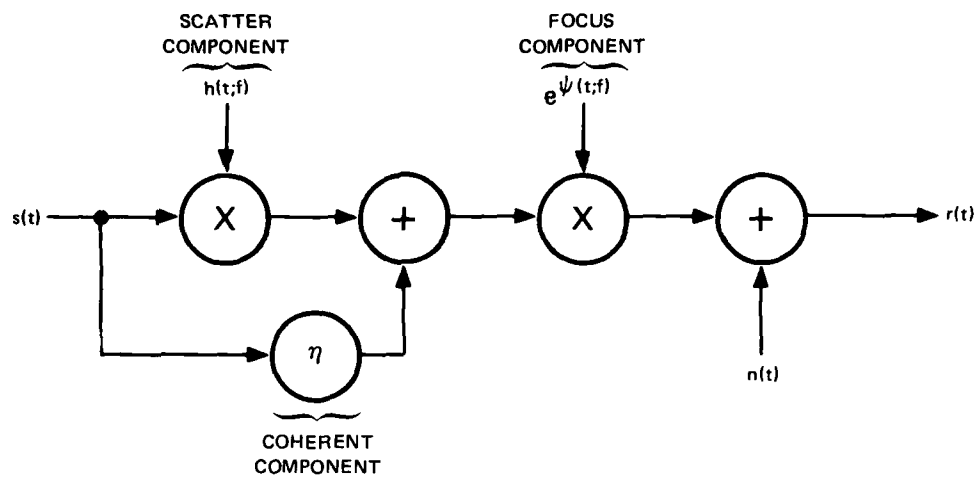 SCATTER
COMPONENT
h(t;f)
FOCUS
COMPONENT
e^ψ(t;f)
s(t)
X
+
X
+
r(t)
η
n(t)
COHERENT
COMPONENT